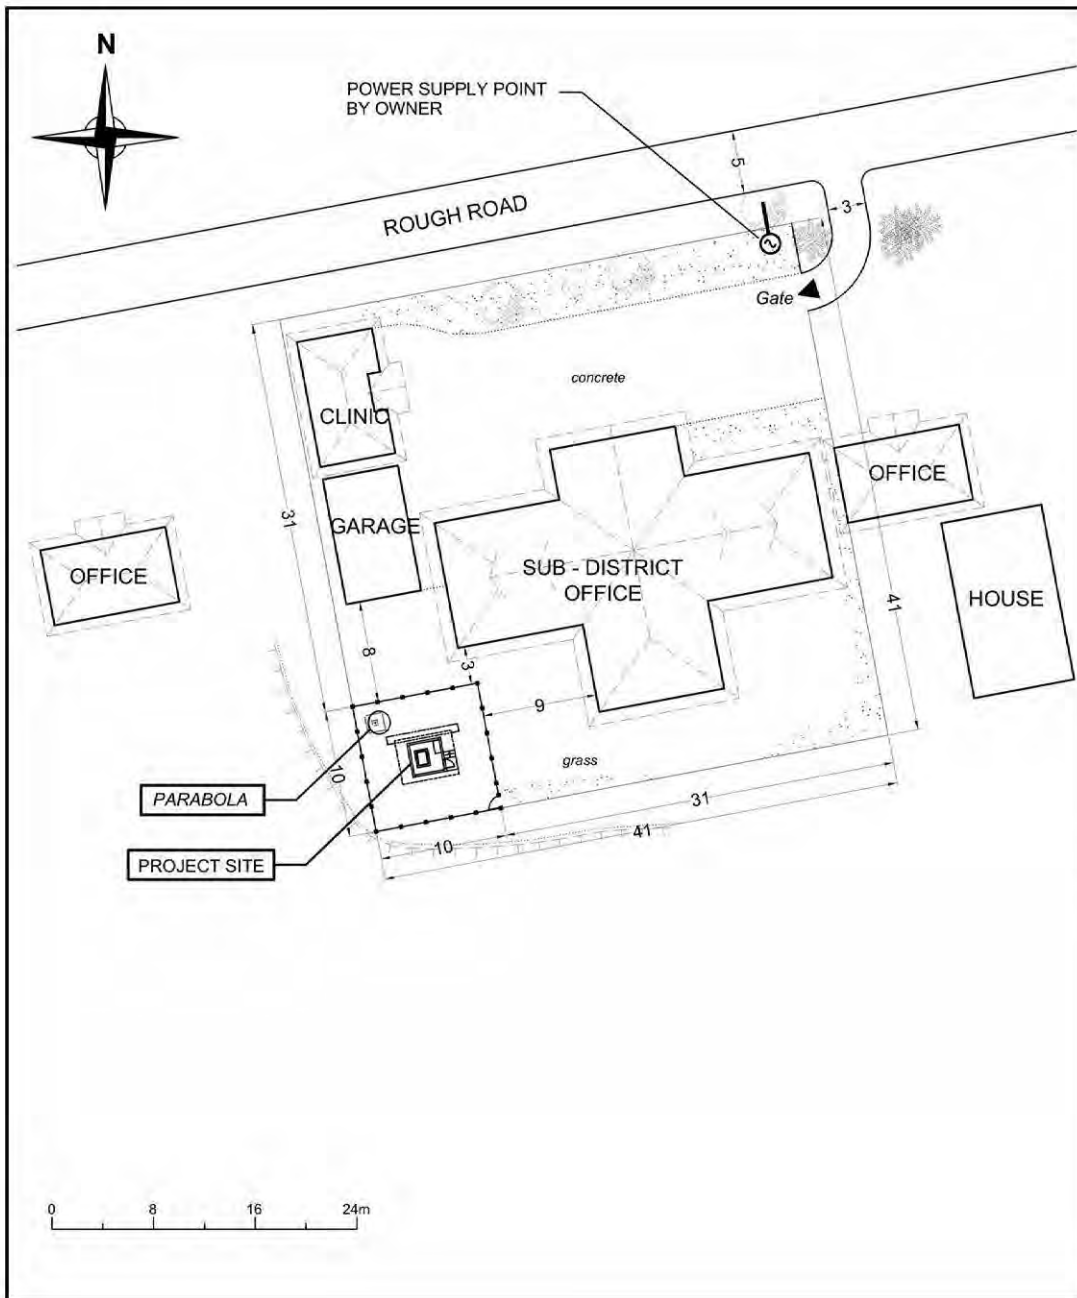 N
POWER SUPPLY POINT
BY OWNER
5
ROUGH ROAD
3
Gate
concrete
CLINIC
31
GARAGE
OFFICE
SUB - DISTRICT
OFFICE
OFFICE
HOUSE
41
8
3
9
10
grass
PARABOLA
31
41
10
PROJECT SITE
0 8 16 24m